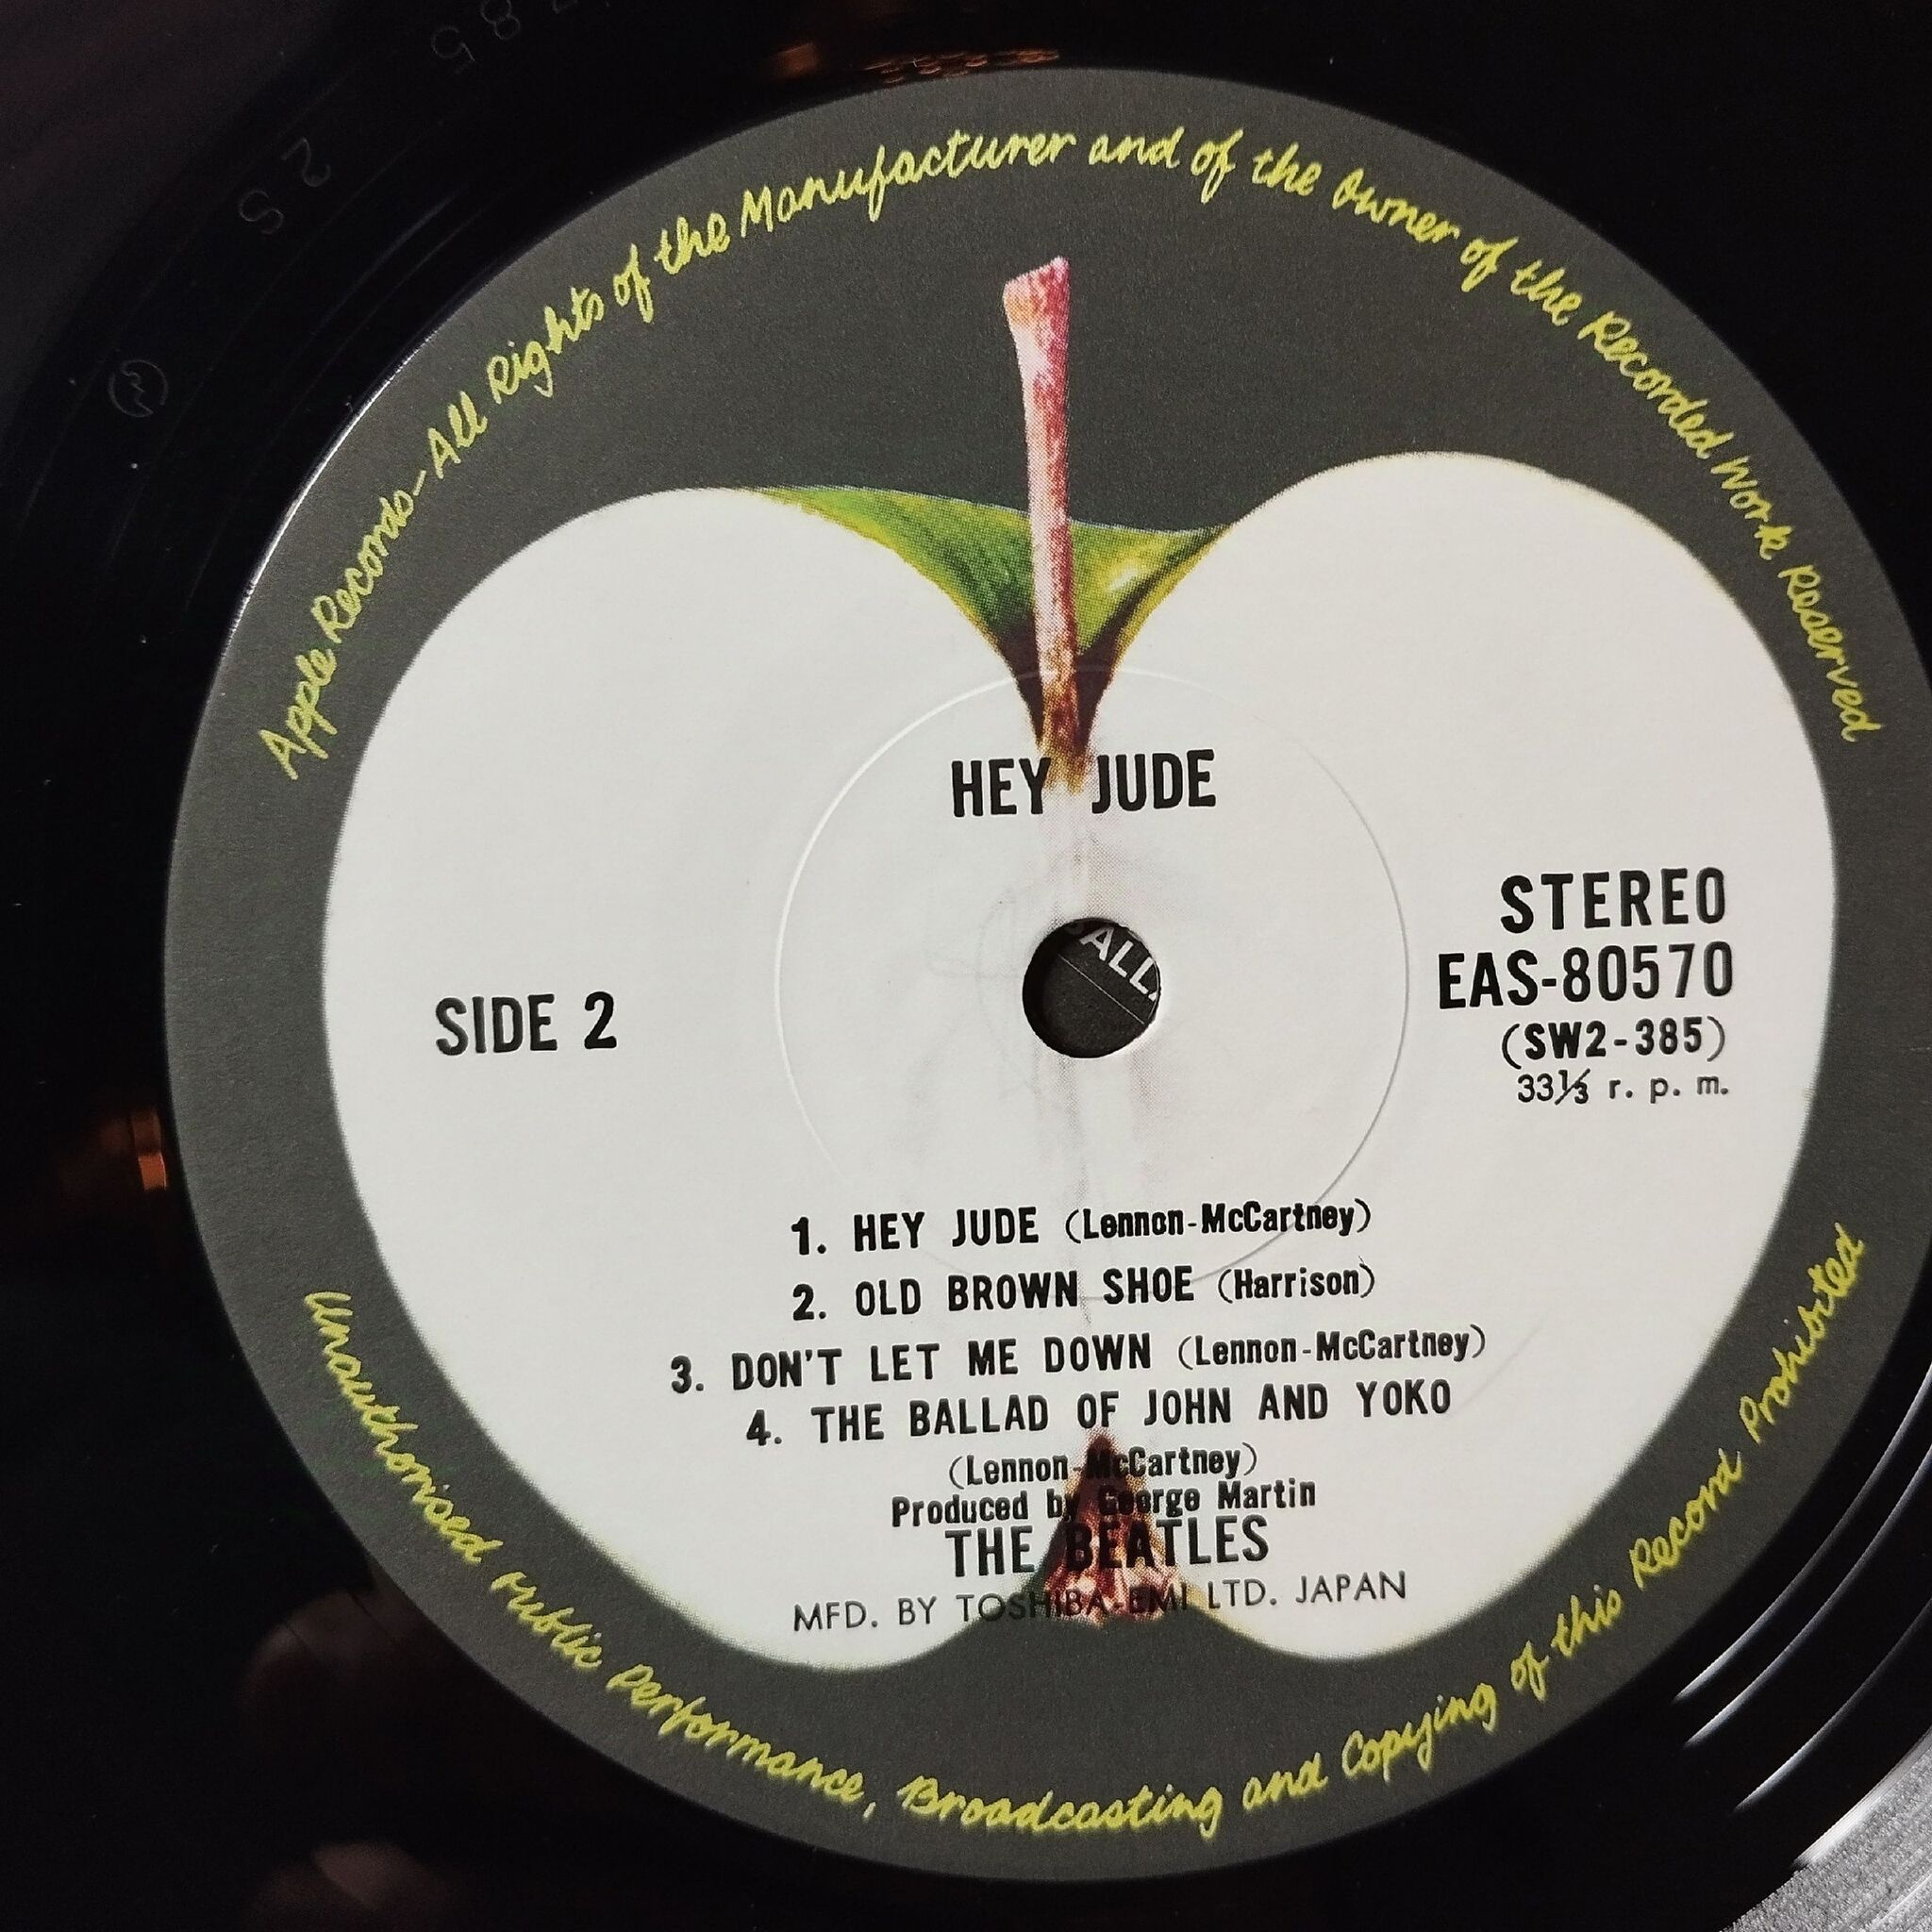 Apple Records—All Rights of the Manufacturer and of the Owner of the Recorded Work Reserved
HEY JUDE
STEREO
EAS-80570
(SW2-385)
33⅓ r. p. m.
SIDE 2
1. HEY JUDE (Lennon-McCartney)
2. OLD BROWN SHOE (Harrison)
3. DON'T LET ME DOWN (Lennon-McCartney)
4. THE BALLAD OF JOHN AND YOKO
(Lennon-McCartney)
Produced by George Martin
THE BEATLES
MFD. BY TOSHIBA-EMI LTD. JAPAN
Unauthorised Public Performance, Broadcasting and Copying of this Record Prohibited
2S